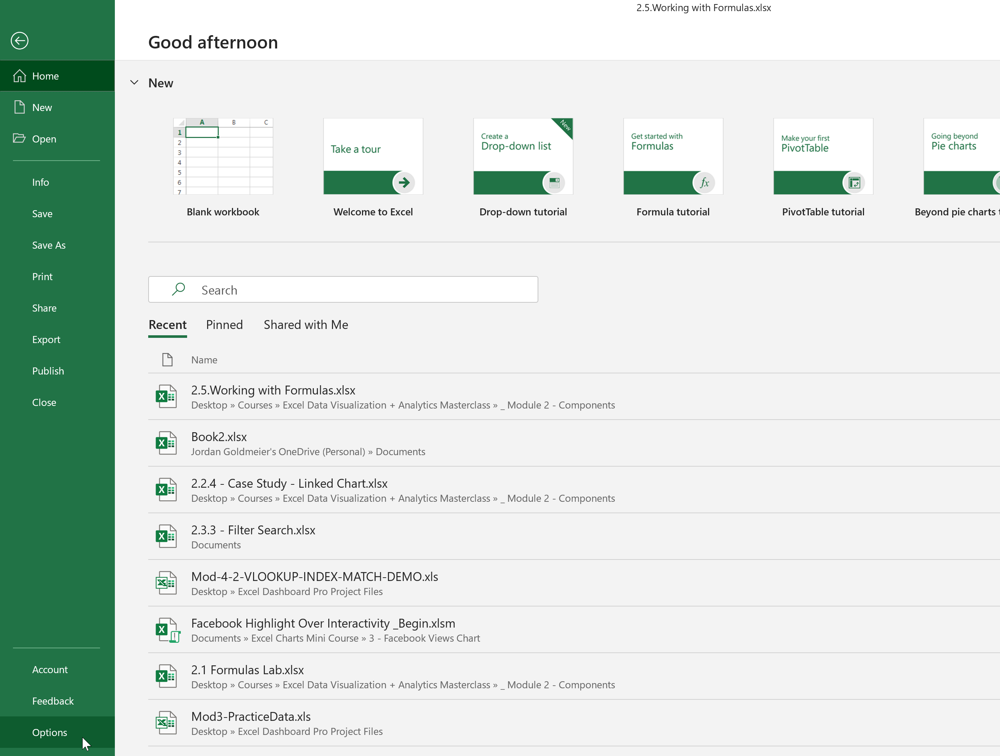 2.5.Working with Formulas.xlsx
Good afternoon
Home
New
Open
Info
Save
Save As
Print
Share
Export
Publish
Close
Account
Feedback
Options
New
A B C
1
2
3
4
5
6
7
Blank workbook
Take a tour
Welcome to Excel
New
Create a
Drop-down list
Drop-down tutorial
Get started with
Formulas
fx
Formula tutorial
Make your first
PivotTable
PivotTable tutorial
Going beyond
Pie charts
Beyond pie charts
Search
Recent Pinned Shared with Me
Name
2.5.Working with Formulas.xlsx
Desktop » Courses » Excel Data Visualization + Analytics Masterclass » _ Module 2 - Components
Book2.xlsx
Jordan Goldmeier's OneDrive (Personal) » Documents
2.2.4 - Case Study - Linked Chart.xlsx
Desktop » Courses » Excel Data Visualization + Analytics Masterclass » _ Module 2 - Components
2.3.3 - Filter Search.xlsx
Documents
Mod-4-2-VLOOKUP-INDEX-MATCH-DEMO.xls
Desktop » Excel Dashboard Pro Project Files
Facebook Highlight Over Interactivity _Begin.xlsm
Documents » Excel Charts Mini Course » 3 - Facebook Views Chart
2.1 Formulas Lab.xlsx
Desktop » Courses » Excel Data Visualization + Analytics Masterclass » _ Module 2 - Components
Mod3-PracticeData.xls
Desktop » Excel Dashboard Pro Project Files